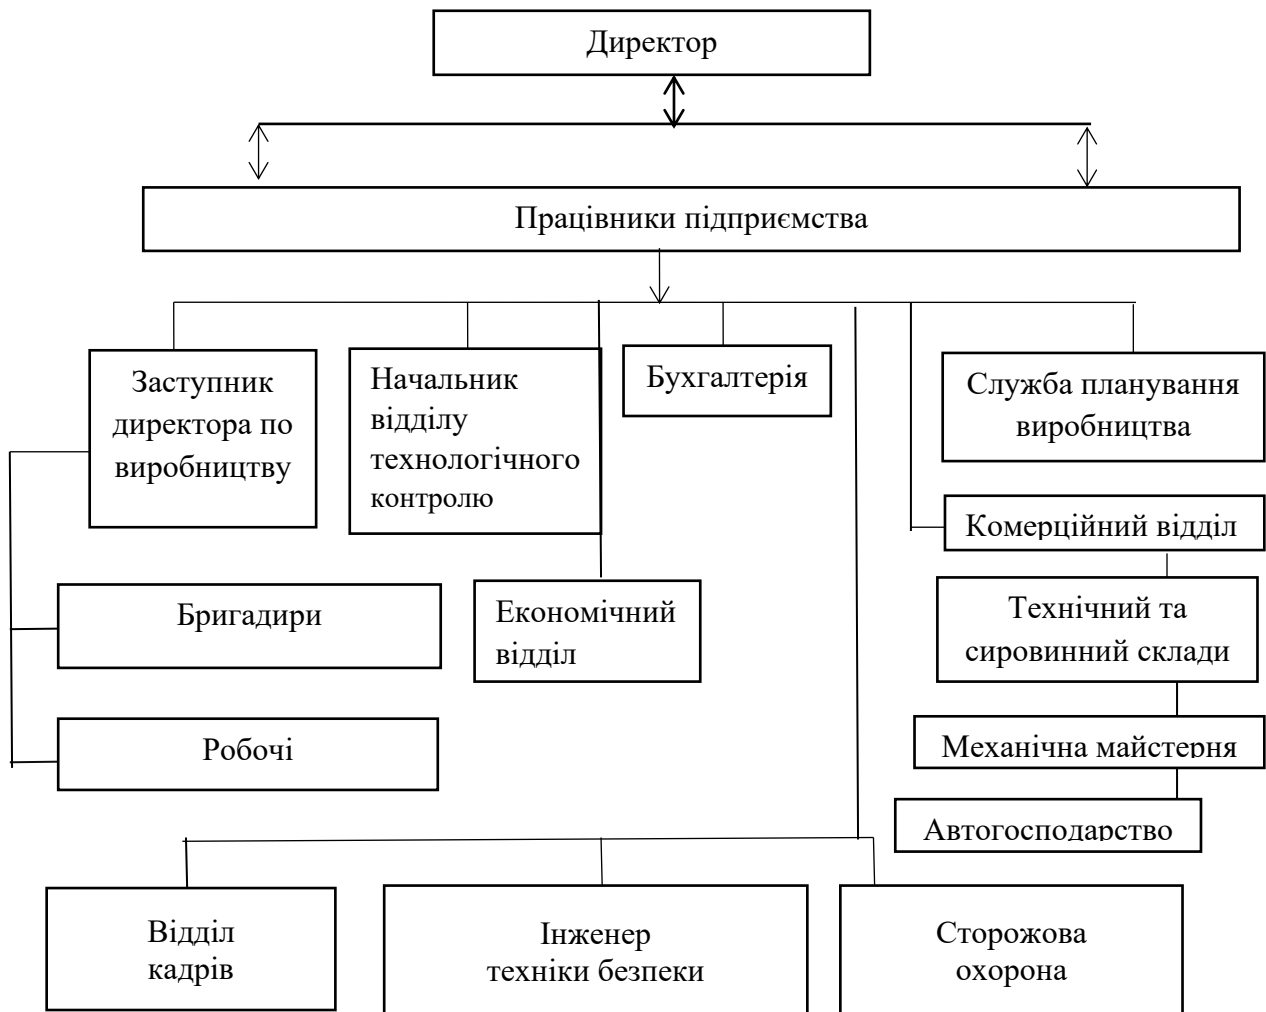 Директор
Працівники підприємства
Заступник
директора по
виробництву
Начальник
відділу
технологічного
контролю
Бухгалтерія
Служба планування
виробництва
Комерційний відділ
Бригадири
Економічний
відділ
Технічний та
сировинний склади
Робочі
Механічна майстерня
Автогосподарство
Відділ
кадрів
Інженер
техніки безпеки
Сторожова
охорона